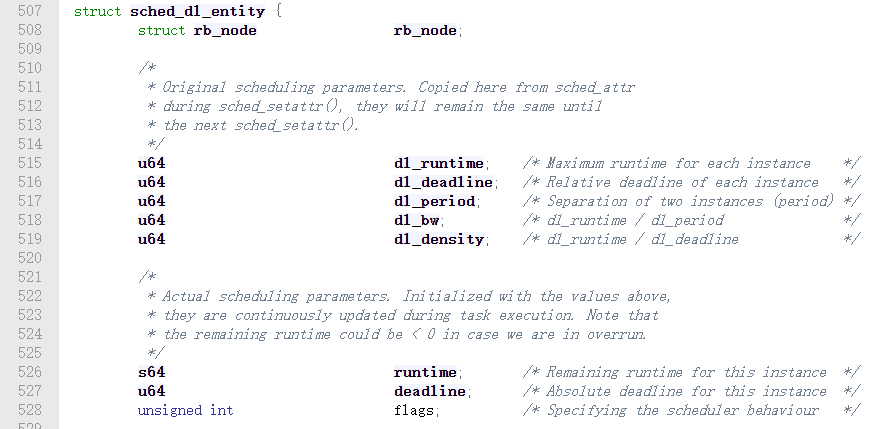 507 struct sched_dl_entity {
508 struct rb_node rb_node;
509
510 /*
511 * Original scheduling parameters. Copied here from sched_attr
512 * during sched_setattr(), they will remain the same until
513 * the next sched_setattr().
514 */
515 u64 dl_runtime; /* Maximum runtime for each instance */
516 u64 dl_deadline; /* Relative deadline of each instance */
517 u64 dl_period; /* Separation of two instances (period) */
518 u64 dl_bw; /* dl_runtime / dl_period */
519 u64 dl_density; /* dl_runtime / dl_deadline */
520
521 /*
522 * Actual scheduling parameters. Initialized with the values above,
523 * they are continuously updated during task execution. Note that
524 * the remaining runtime could be < 0 in case we are in overrun.
525 */
526 s64 runtime; /* Remaining runtime for this instance */
527 u64 deadline; /* Absolute deadline for this instance */
528 unsigned int flags; /* Specifying the scheduler behaviour */
529